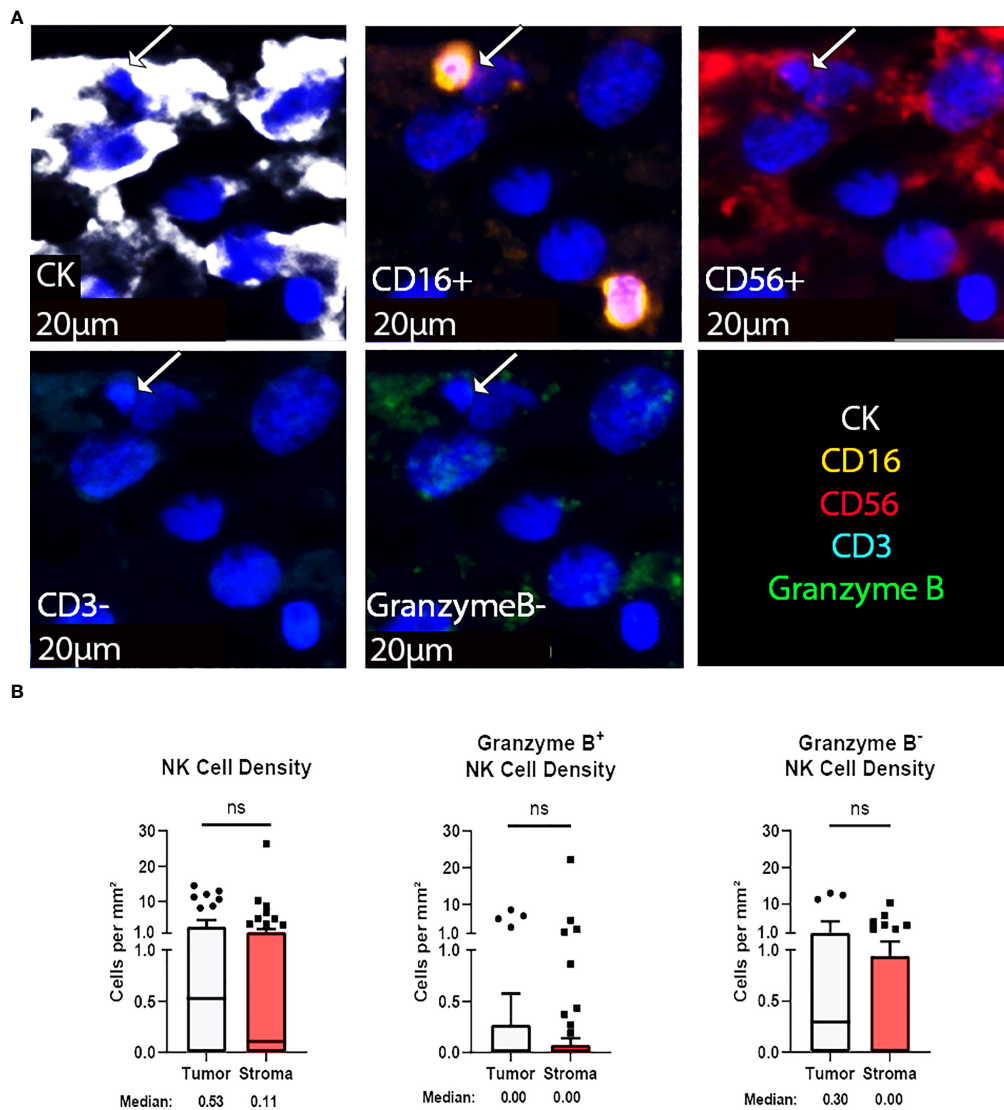 A
CK
20µm
CD16+
20µm
CD56+
20µm
CD3-
20µm
GranzymeB-
20µm
CK
CD16
CD56
CD3
Granzyme B
B
NK Cell Density
ns
Cells per mm²
30
20
10
1.0
1.0
0.5
0.0
Tumor Stroma
Median: 0.53 0.11
Granzyme B⁺
NK Cell Density
ns
Cells per mm²
30
20
10
1.0
1.0
0.5
0.0
Tumor Stroma
Median: 0.00 0.00
Granzyme B⁻
NK Cell Density
ns
Cells per mm²
30
20
10
1.0
1.0
0.5
0.0
Tumor Stroma
Median: 0.30 0.00